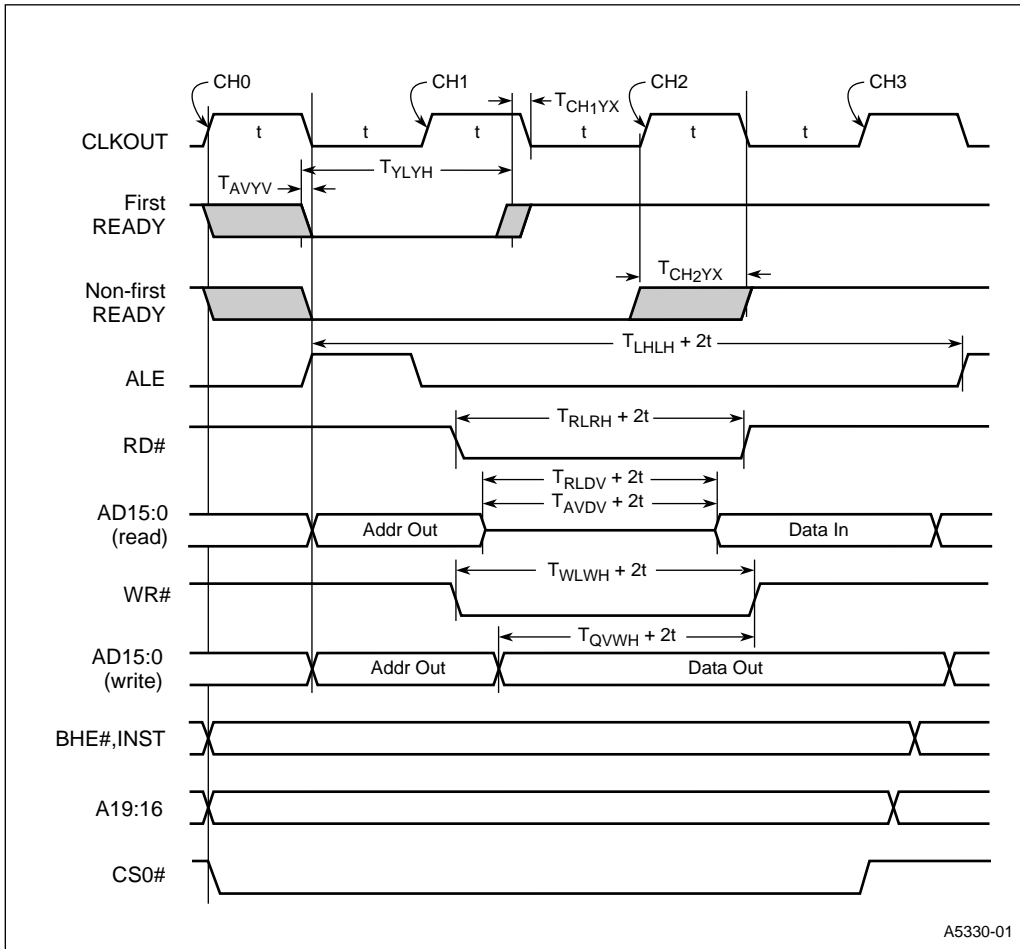 CH0 CH1 T_CH1YX CH2 CH3
CLKOUT t t t t t t
T_YLYH
T_AVYV
First
READY
T_CH2YX
Non-first
READY
T_LHLH + 2t
ALE
T_RLRH + 2t
RD#
T_RLDV + 2t
T_AVDV + 2t
AD15:0
(read) Addr Out Data In
T_WLWH + 2t
WR#
T_QVWH + 2t
AD15:0
(write) Addr Out Data Out
BHE#,INST
A19:16
CS0#
A5330-01